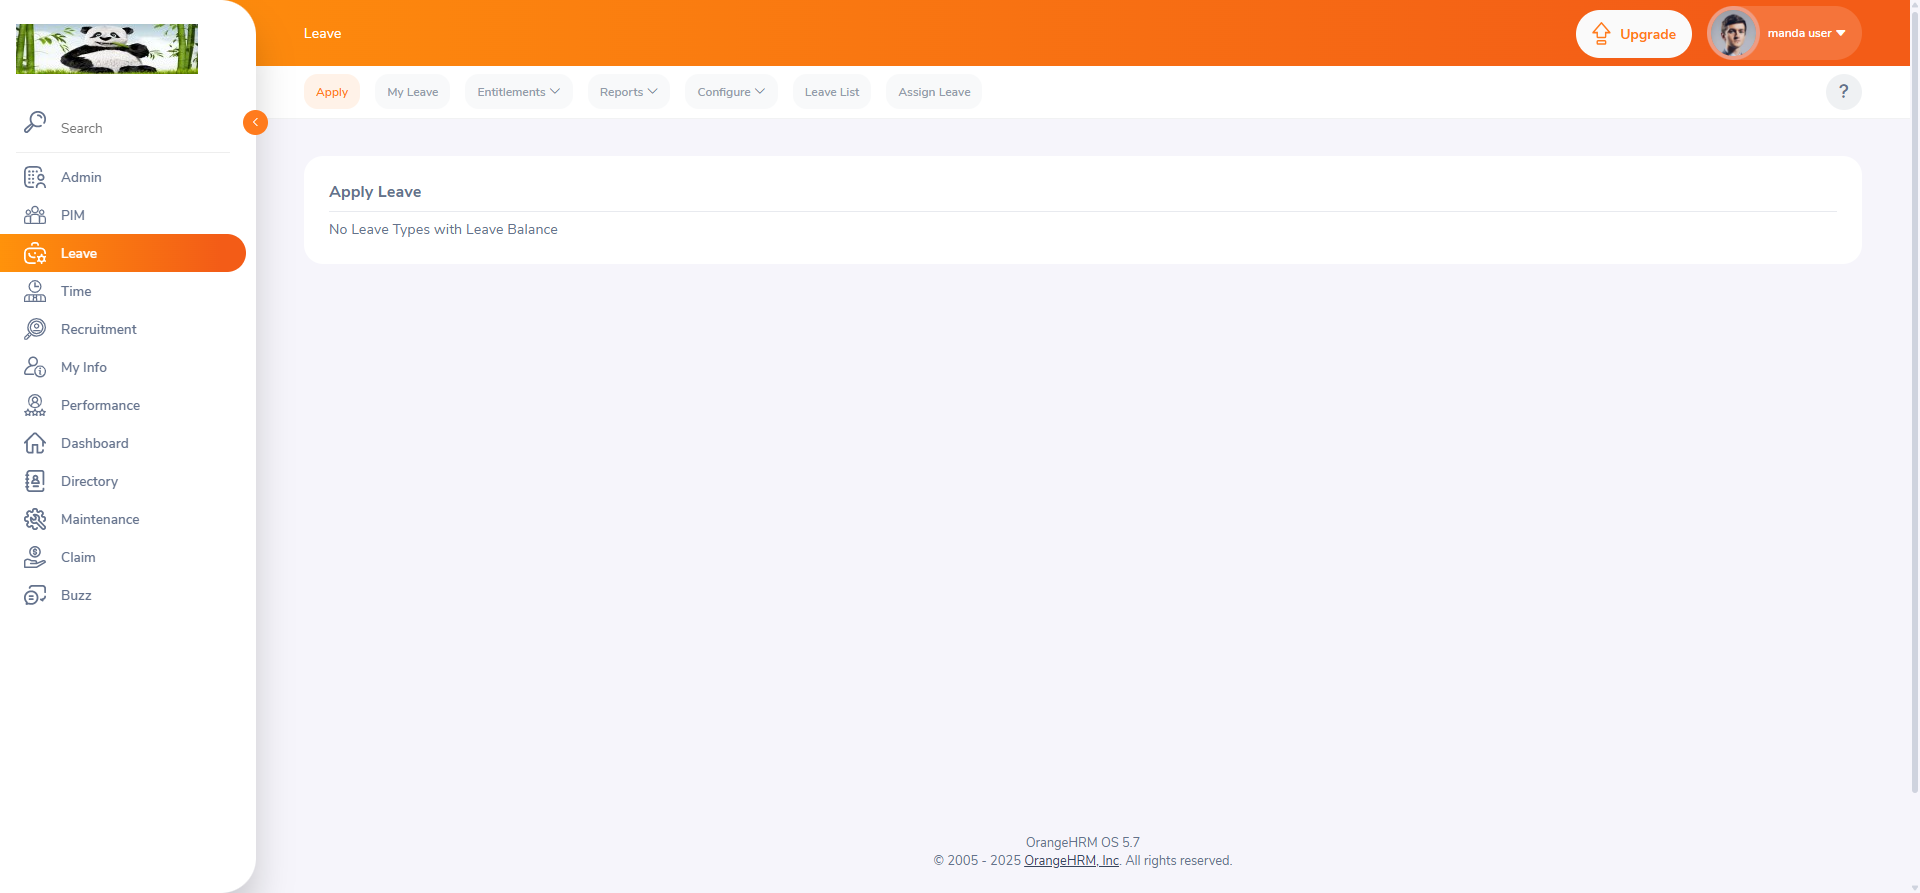 Leave
Upgrade
manda user
Apply
My Leave
Entitlements
Reports
Configure
Leave List
Assign Leave
?
Search
Admin
PIM
Leave
Time
Recruitment
My Info
Performance
Dashboard
Directory
Maintenance
Claim
Buzz
Apply Leave
No Leave Types with Leave Balance
OrangeHRM OS 5.7
© 2005 - 2025 OrangeHRM, Inc. All rights reserved.